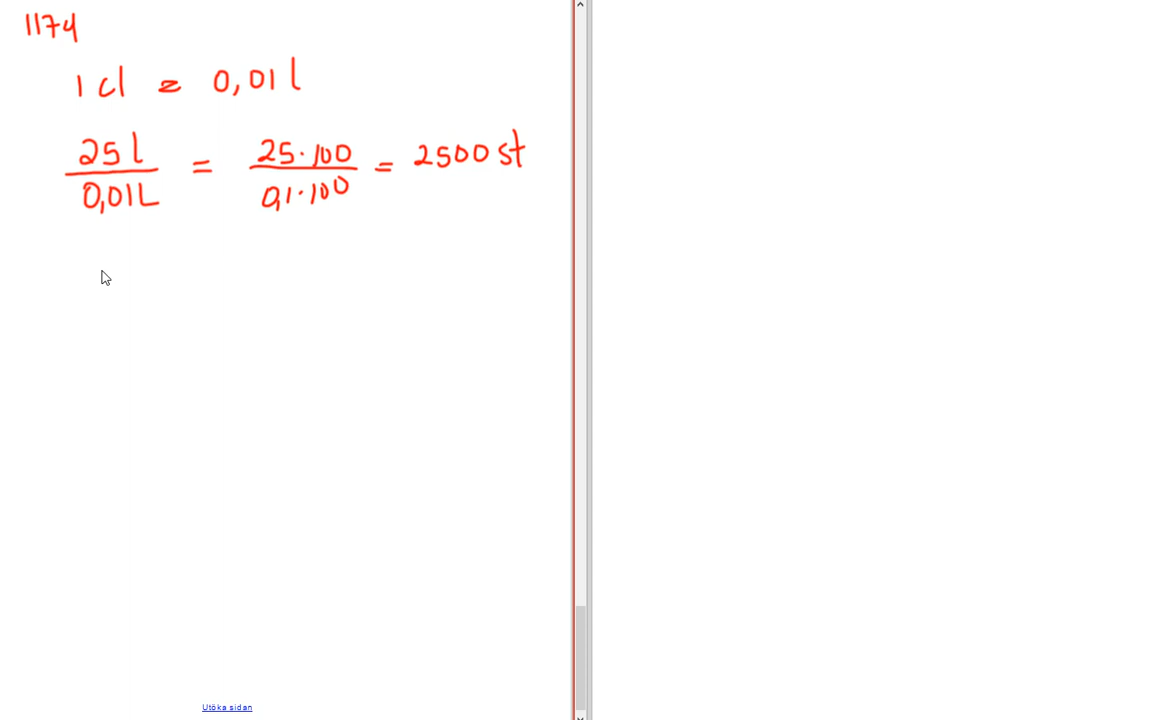 1174
1 cl = 0,01 l
25 l / 0,01 L = 25·100 / 0,1·100 = 2500 st
Utöka sidan